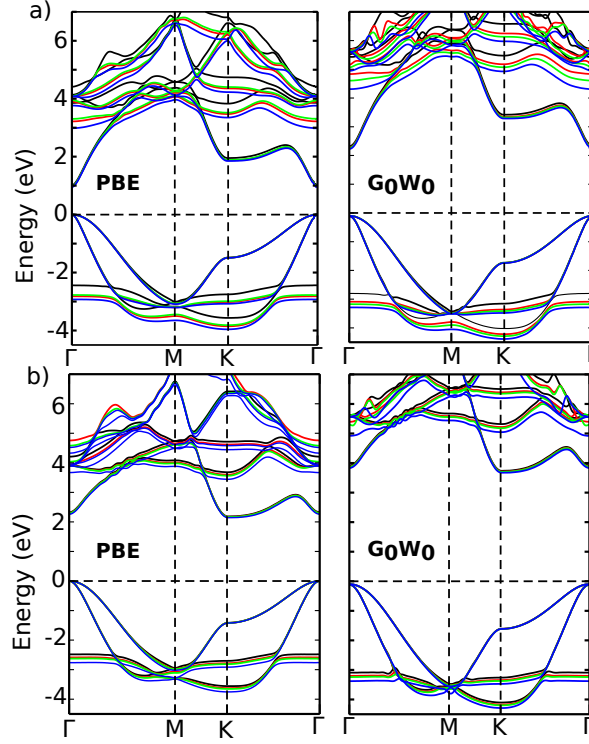 a)
6
4
2
0
-2
-4
Energy (eV)
PBE
G0W0
Γ M K Γ
Γ M K Γ
b)
6
4
2
0
-2
-4
Energy (eV)
PBE
G0W0
Γ M K Γ
Γ M K Γ